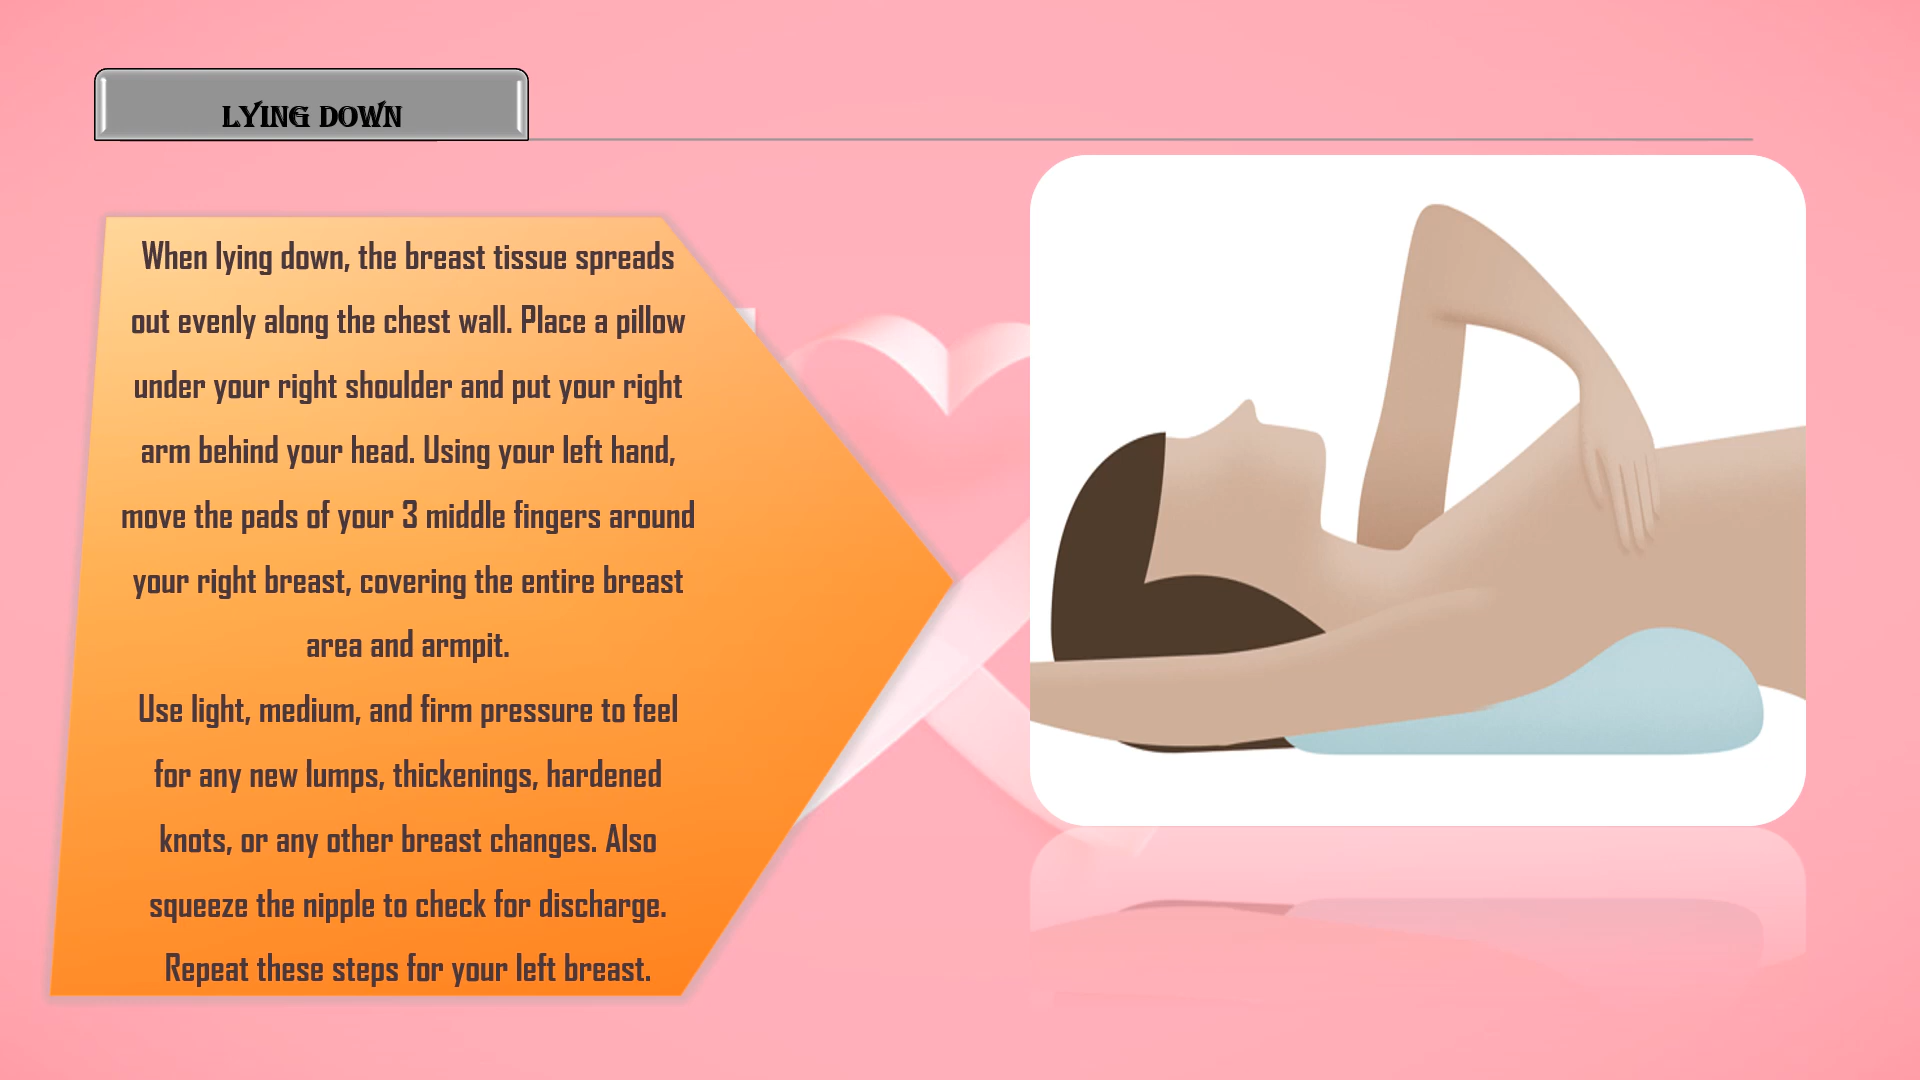 LYING DOWN
When lying down, the breast tissue spreads
out evenly along the chest wall. Place a pillow
under your right shoulder and put your right
arm behind your head. Using your left hand,
move the pads of your 3 middle fingers around
your right breast, covering the entire breast
area and armpit.
Use light, medium, and firm pressure to feel
for any new lumps, thickenings, hardened
knots, or any other breast changes. Also
squeeze the nipple to check for discharge.
Repeat these steps for your left breast.